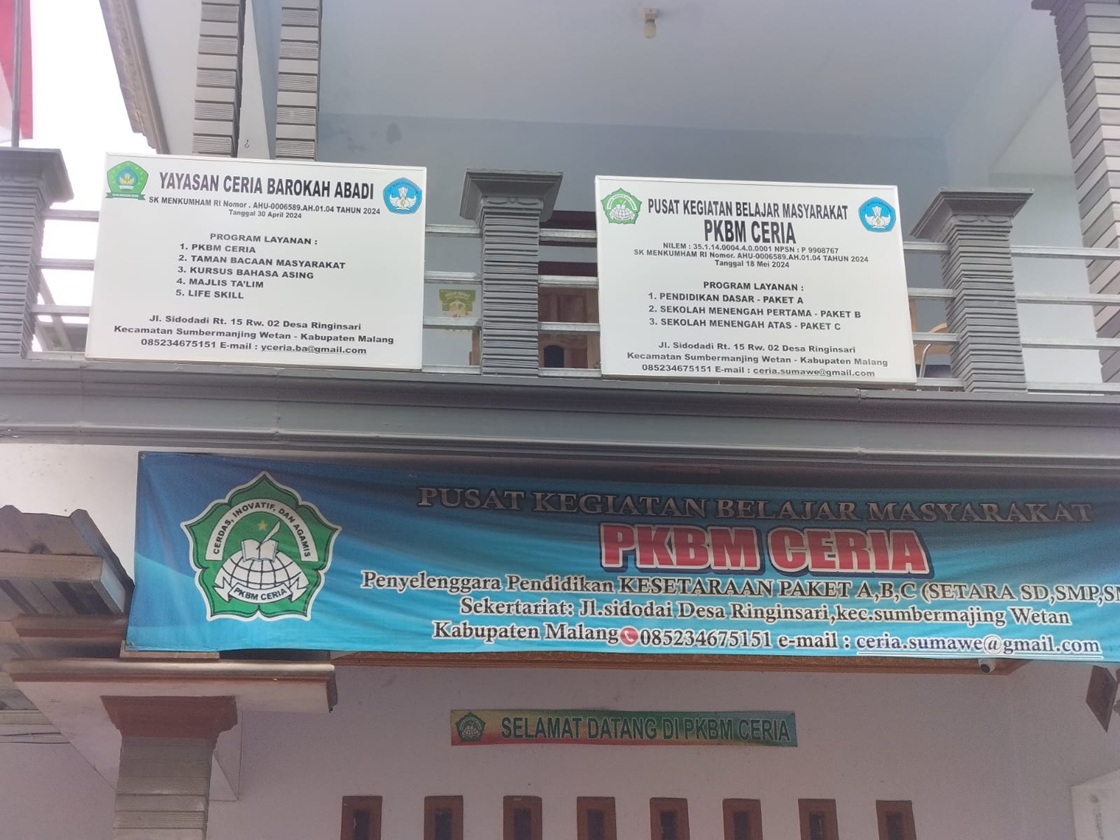 YAYASAN CERIA BAROKAH ABADI
SK MENKUMHAM RI Nomor . AHU-0006589.AH.01.04 TAHUN 2024
Tanggal 30 April 2024
PROGRAM LAYANAN :
1. PKBM CERIA
2. TAMAN BACAAN MASYARAKAT
3. KURSUS BAHASA ASING
4. MAJLIS TA'LIM
5. LIFE SKILL
Jl. Sidodadi Rt. 15 Rw. 02 Desa Ringinsari
Kecamatan Sumbermanjing Wetan - Kabupaten Malang
085234675151 E-mail : yceria.ba@gmail.com
PUSAT KEGIATAN BELAJAR MASYARAKAT
PKBM CERIA
NILEM : 35.1.14.0004.4.0.0001 NPSN : P 9908767
SK MENKUMHAM RI Nomor. AHU-0006589.AH.01.04 TAHUN 2024
Tanggal 18 Mei 2024
PROGRAM LAYANAN :
1. PENDIDIKAN DASAR - PAKET A
2. SEKOLAH MENENGAH PERTAMA - PAKET B
3. SEKOLAH MENENGAH ATAS - PAKET C
Jl. Sidodadi Rt. 15 Rw. 02 Desa Ringinsari
Kecamatan Sumbermanjing Wetan - Kabupaten Malang
085234675151 E-mail : ceria.sumawe@gmail.com
CERDAS, INOVATIF, DAN AGAMIS
PKBM CERIA
PUSAT KEGIATAN BELAJAR MASYARAKAT
PKBM CERIA
Penyelenggara Pendidikan KESETARAAN PAKET A,B,C (SETARA SD,SMP,
Sekertariat: Jl.sidodai Desa Ringinsari,kec.sumbermajing Wetan
Kabupaten Malang 085234675151 e-mail : ceria.sumawe@gmail.com
SELAMAT DATANG DI PKBM CERIA